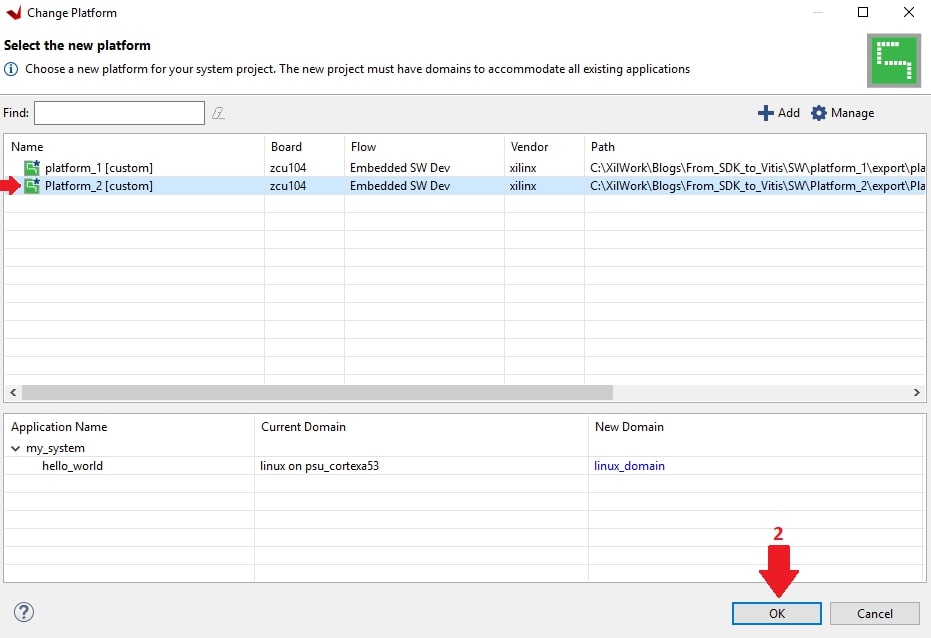 Change Platform
Select the new platform
Choose a new platform for your system project. The new project must have domains to accommodate all existing applications
Find: Add Manage
Name Board Flow Vendor Path
platform_1 [custom] zcu104 Embedded SW Dev xilinx C:\XilWork\Blogs\From_SDK_to_Vitis\SW\platform_1\export\pla
Platform_2 [custom] zcu104 Embedded SW Dev xilinx C:\XilWork\Blogs\From_SDK_to_Vitis\SW\Platform_2\export\Pla
Application Name Current Domain New Domain
my_system
hello_world linux on psu_cortexa53 linux_domain
2
? OK Cancel